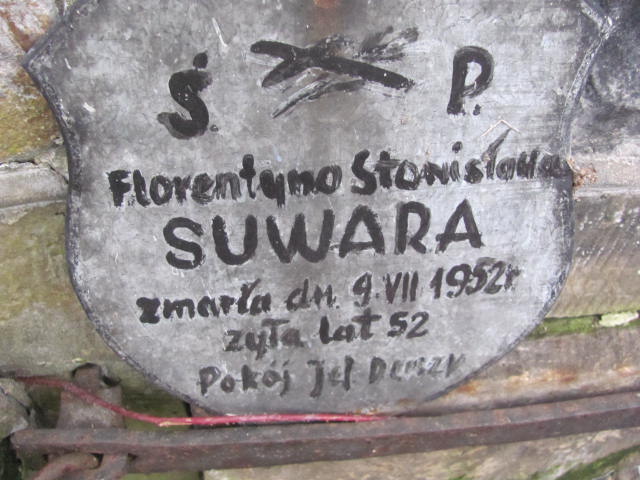 Ś. P.
Florentyna Stanisława
SUWARA
zmarła dn. 9.VII 1952r
żyła lat 52
Pokój Jej Duszy